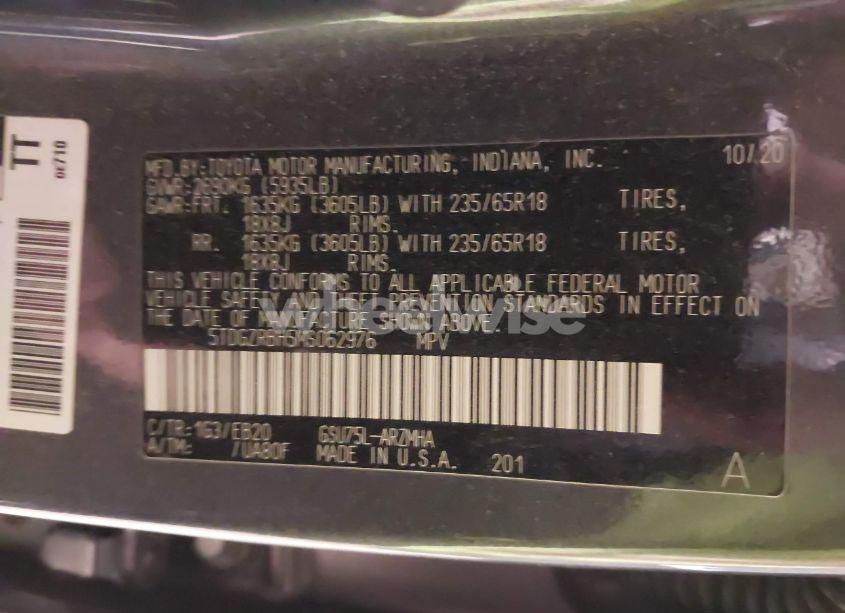 MFD.BY:TOYOTA MOTOR MANUFACTURING, INDIANA, INC. 10/20
GVWR:2690KG (5935LB)
GAWR:FRT. 1635KG (3605LB) WITH 235/65R18 TIRES,
18X8J RIMS.
RR. 1635KG (3605LB) WITH 235/65R18 TIRES,
18X8J RIMS.
THIS VEHICLE CONFORMS TO ALL APPLICABLE FEDERAL MOTOR
VEHICLE SAFETY AND THEFT PREVENTION STANDARDS IN EFFECT ON
THE DATE OF MANUFACTURE SHOWN ABOVE.
5TDGZRBH5MS062976 MPV
C/TR:1G3/EB20 GSU75L-ARZMHA
A/TM: /UA80F MADE IN U.S.A. 201
A
TT
wheelwise